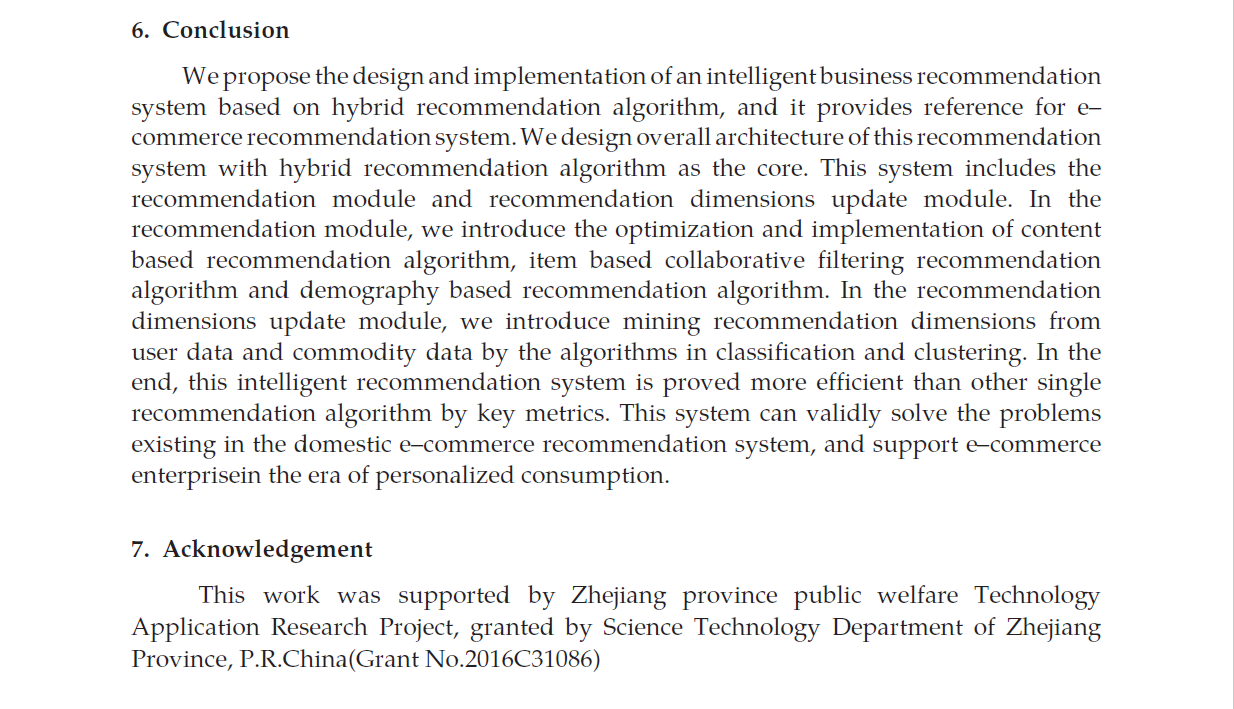 6. Conclusion
We propose the design and implementation of an intelligent business recommendation
system based on hybrid recommendation algorithm, and it provides reference for e–
commerce recommendation system. We design overall architecture of this recommendation
system with hybrid recommendation algorithm as the core. This system includes the
recommendation module and recommendation dimensions update module. In the
recommendation module, we introduce the optimization and implementation of content
based recommendation algorithm, item based collaborative filtering recommendation
algorithm and demography based recommendation algorithm. In the recommendation
dimensions update module, we introduce mining recommendation dimensions from
user data and commodity data by the algorithms in classification and clustering. In the
end, this intelligent recommendation system is proved more efficient than other single
recommendation algorithm by key metrics. This system can validly solve the problems
existing in the domestic e–commerce recommendation system, and support e–commerce
enterprisein the era of personalized consumption.
7. Acknowledgement
This work was supported by Zhejiang province public welfare Technology
Application Research Project, granted by Science Technology Department of Zhejiang
Province, P.R.China(Grant No.2016C31086)